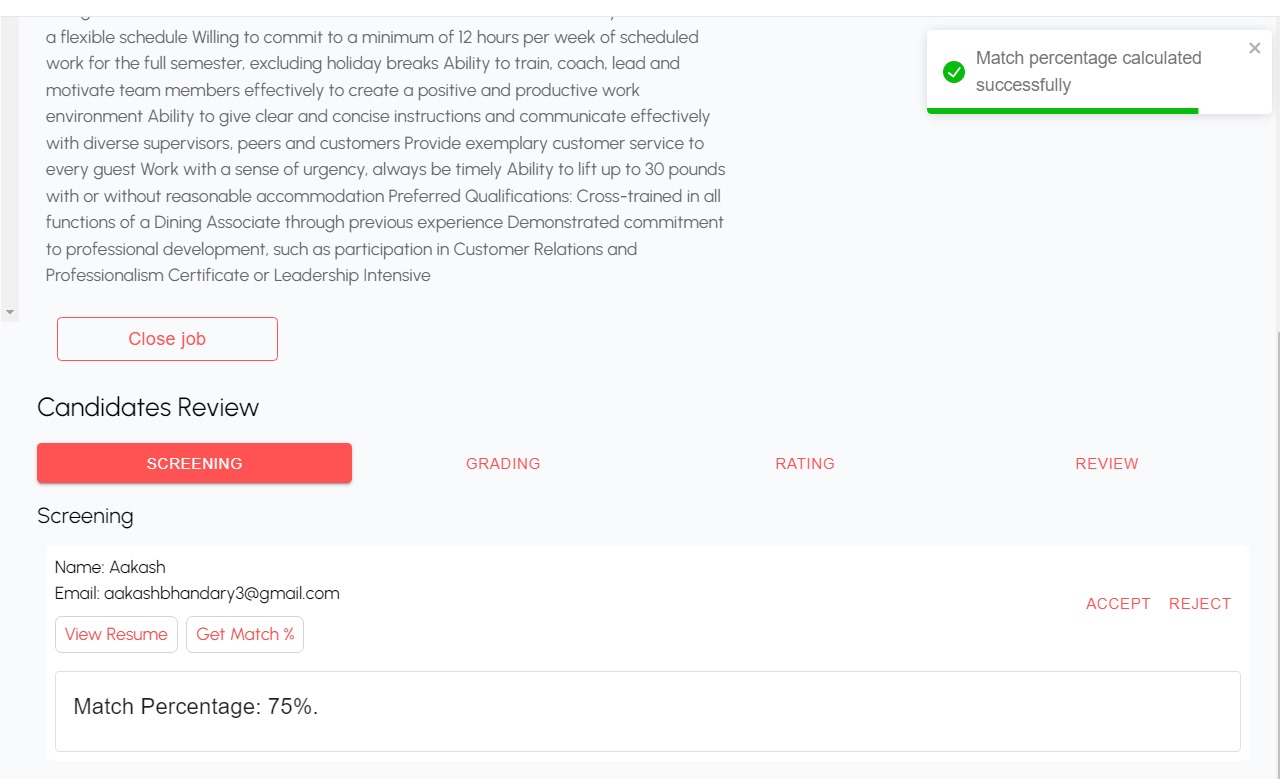 a flexible schedule Willing to commit to a minimum of 12 hours per week of scheduled
work for the full semester, excluding holiday breaks Ability to train, coach, lead and
motivate team members effectively to create a positive and productive work
environment Ability to give clear and concise instructions and communicate effectively
with diverse supervisors, peers and customers Provide exemplary customer service to
every guest Work with a sense of urgency, always be timely Ability to lift up to 30 pounds
with or without reasonable accommodation Preferred Qualifications: Cross-trained in all
functions of a Dining Associate through previous experience Demonstrated commitment
to professional development, such as participation in Customer Relations and
Professionalism Certificate or Leadership Intensive
Match percentage calculated
successfully
Close job
Candidates Review
SCREENING GRADING RATING REVIEW
Screening
Name: Aakash
Email: aakashbhandary3@gmail.com
ACCEPT REJECT
View Resume Get Match %
Match Percentage: 75%.